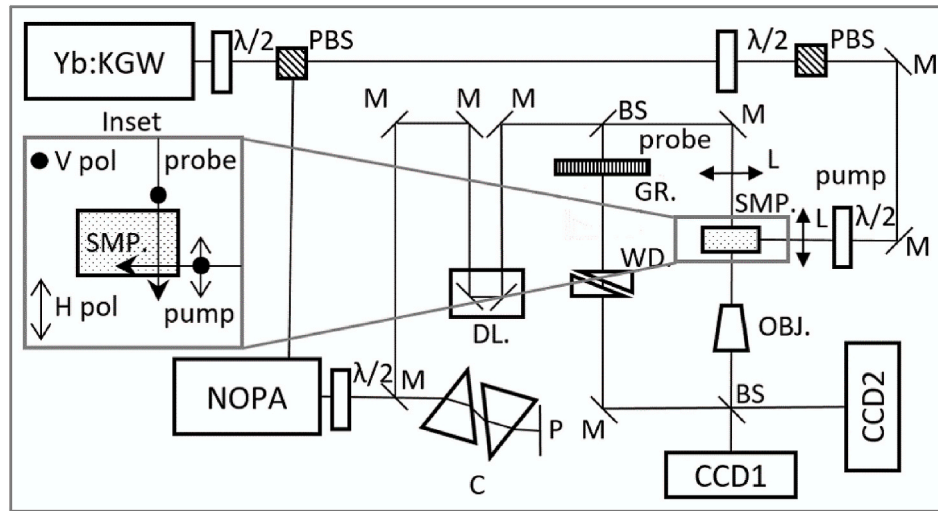 Yb:KGW
λ/2
PBS
λ/2
PBS
M
M
M
M
BS
M
Inset
V pol
probe
SMP.
H pol
pump
probe
GR.
L
pump
SMP.
L
λ/2
M
WD.
DL.
OBJ.
NOPA
λ/2
M
C
P
M
BS
CCD1
CCD2